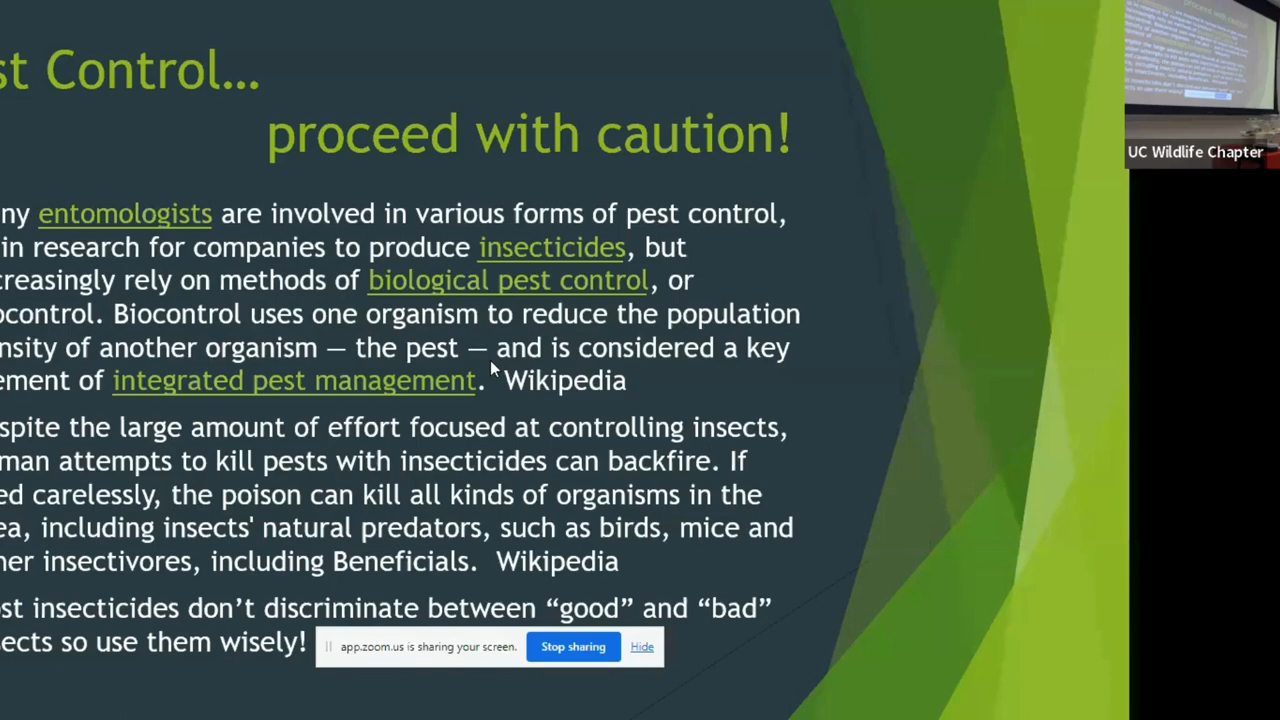 st Control...
proceed with caution!
UC Wildlife Chapter
ny entomologists are involved in various forms of pest control,
in research for companies to produce insecticides, but
creasingly rely on methods of biological pest control, or
ocontrol. Biocontrol uses one organism to reduce the population
nsity of another organism — the pest — and is considered a key
ement of integrated pest management. Wikipedia
spite the large amount of effort focused at controlling insects,
man attempts to kill pests with insecticides can backfire. If
ed carelessly, the poison can kill all kinds of organisms in the
ea, including insects' natural predators, such as birds, mice and
her insectivores, including Beneficials. Wikipedia
ost insecticides don’t discriminate between “good” and “bad”
sects so use them wisely!
app.zoom.us is sharing your screen. Stop sharing Hide